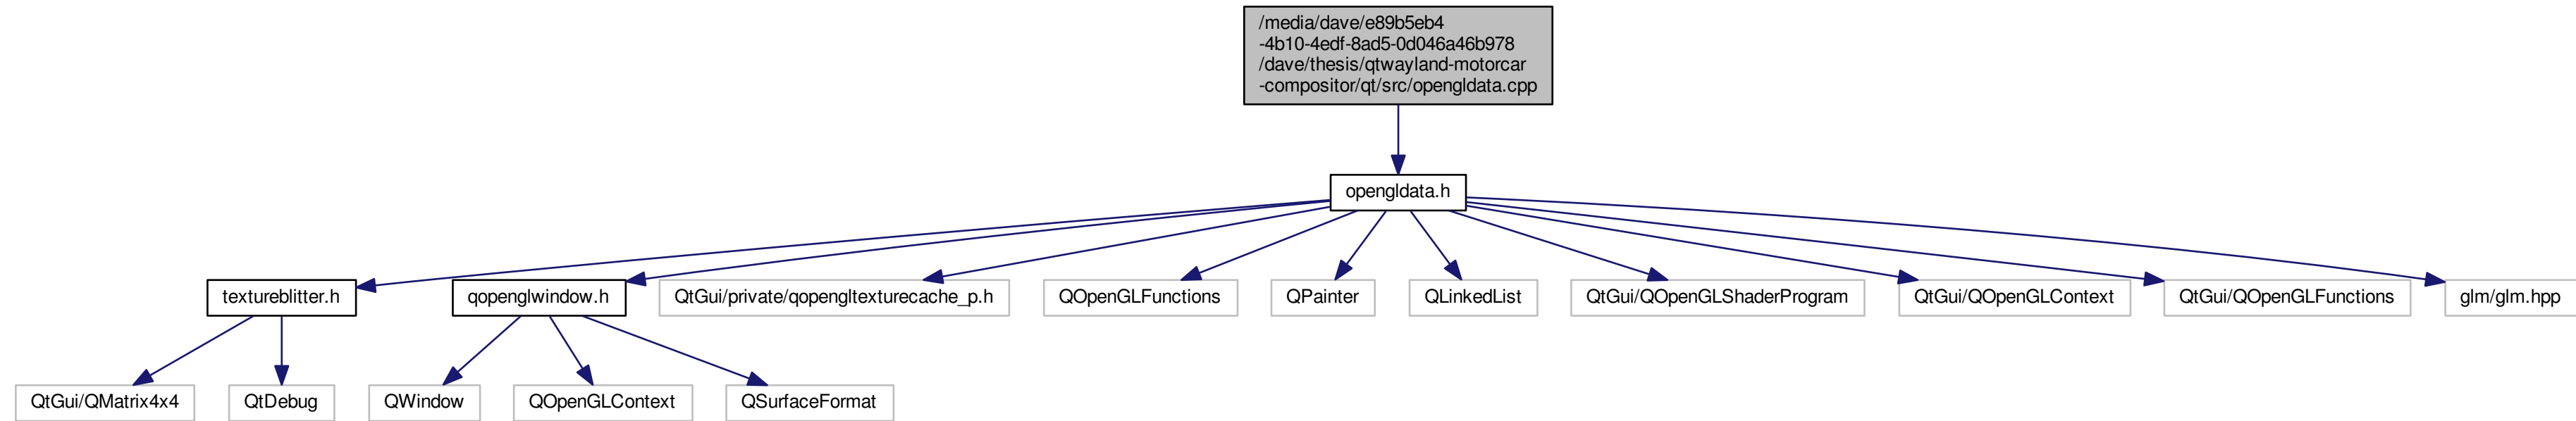 /media/dave/e89b5eb4
-4b10-4edf-8ad5-0d046a46b978
/dave/thesis/qtwayland-motorcar
-compositor/qt/src/opengldata.cpp
opengldata.h
textureblitter.h
qopenglwindow.h
QtGui/private/qopengltexturecache_p.h
QOpenGLFunctions
QPainter
QLinkedList
QtGui/QOpenGLShaderProgram
QtGui/QOpenGLContext
QtGui/QOpenGLFunctions
glm/glm.hpp
QtGui/QMatrix4x4
QtDebug
QWindow
QOpenGLContext
QSurfaceFormat